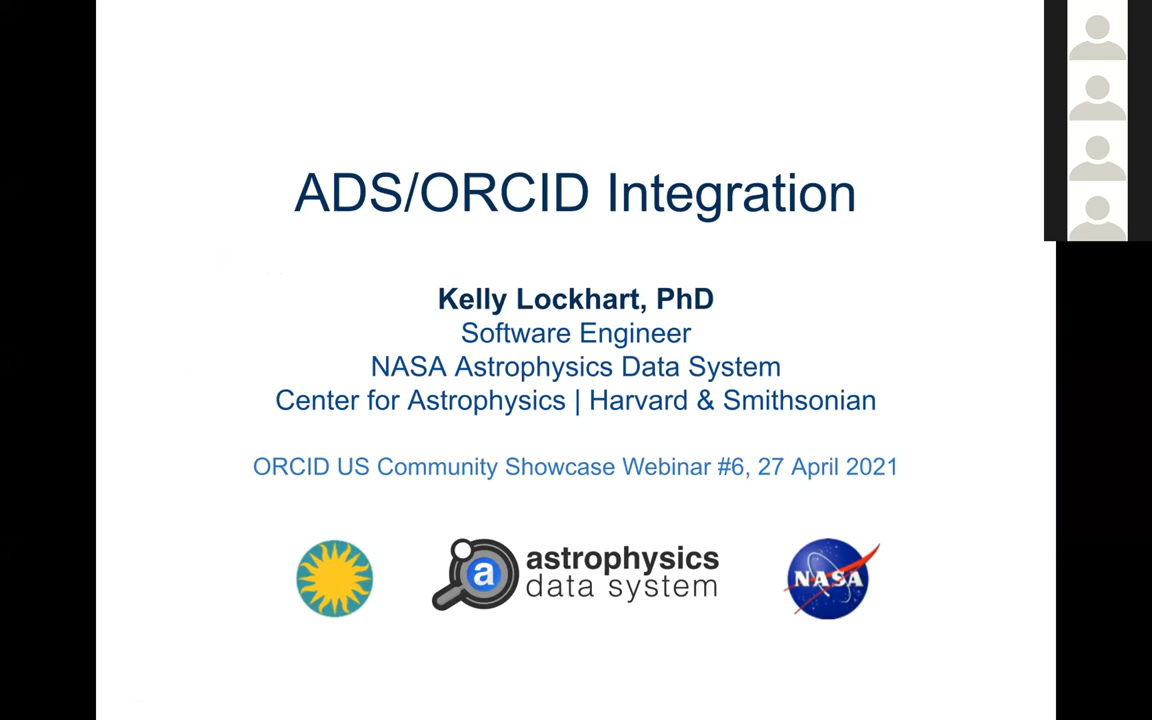 ADS/ORCID Integration
Kelly Lockhart, PhD
Software Engineer
NASA Astrophysics Data System
Center for Astrophysics | Harvard & Smithsonian
ORCID US Community Showcase Webinar #6, 27 April 2021
a
astrophysics
data system
NASA